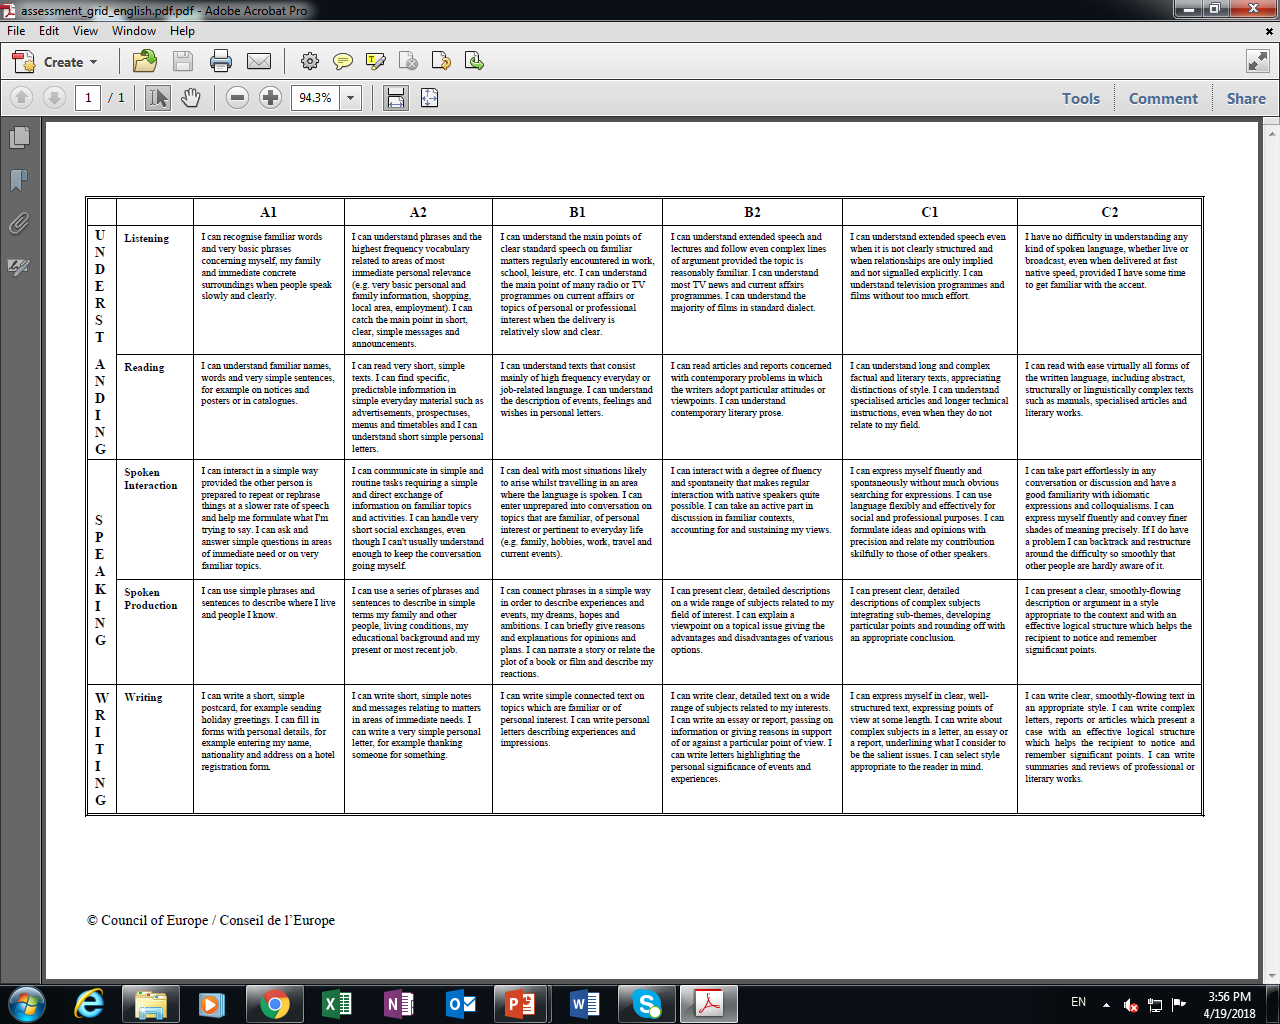 assessment_grid_english.pdf.pdf - Adobe Acrobat Pro
File Edit View Window Help
Create
1 / 1 94.3% Tools Comment Share
A1 A2 B1 B2 C1 C2
UNDERSTANDING
Listening
I can recognise familiar words
and very basic phrases
concerning myself, my family
and immediate concrete
surroundings when people speak
slowly and clearly.
I can understand phrases and the
highest frequency vocabulary
related to areas of most
immediate personal relevance
(e.g. very basic personal and
family information, shopping,
local area, employment). I can
catch the main point in short,
clear, simple messages and
announcements.
I can understand the main points of
clear standard speech on familiar
matters regularly encountered in work,
school, leisure, etc. I can understand
the main point of many radio or TV
programmes on current affairs or
topics of personal or professional
interest when the delivery is
relatively slow and clear.
I can understand extended speech and
lectures and follow even complex lines
of argument provided the topic is
reasonably familiar. I can understand
most TV news and current affairs
programmes. I can understand the
majority of films in standard dialect.
I can understand extended speech even
when it is not clearly structured and
when relationships are only implied
and not signalled explicitly. I can
understand television programmes and
films without too much effort.
I have no difficulty in understanding any
kind of spoken language, whether live or
broadcast, even when delivered at fast
native speed, provided I have some time
to get familiar with the accent.
Reading
I can understand familiar names,
words and very simple sentences,
for example on notices and
posters or in catalogues.
I can read very short, simple
texts. I can find specific,
predictable information in
simple everyday material such as
advertisements, prospectuses,
menus and timetables and I can
understand short simple personal
letters.
I can understand texts that consist
mainly of high frequency everyday or
job-related language. I can understand
the description of events, feelings and
wishes in personal letters.
I can read articles and reports concerned
with contemporary problems in which
the writers adopt particular attitudes or
viewpoints. I can understand
contemporary literary prose.
I can understand long and complex
factual and literary texts, appreciating
distinctions of style. I can understand
specialised articles and longer technical
instructions, even when they do not
relate to my field.
I can read with ease virtually all forms of
the written language, including abstract,
structurally or linguistically complex texts
such as manuals, specialised articles and
literary works.
SPEAKING
Spoken
Interaction
I can interact in a simple way
provided the other person is
prepared to repeat or rephrase
things at a slower rate of speech
and help me formulate what I'm
trying to say. I can ask and
answer simple questions in areas
of immediate need or on very
familiar topics.
I can communicate in simple and
routine tasks requiring a simple
and direct exchange of
information on familiar topics
and activities. I can handle very
short social exchanges, even
though I can't usually understand
enough to keep the conversation
going myself.
I can deal with most situations likely
to arise whilst travelling in an area
where the language is spoken. I can
enter unprepared into conversation on
topics that are familiar, of personal
interest or pertinent to everyday life
(e.g. family, hobbies, work, travel and
current events).
I can interact with a degree of fluency
and spontaneity that makes regular
interaction with native speakers quite
possible. I can take an active part in
discussion in familiar contexts,
accounting for and sustaining my views.
I can express myself fluently and
spontaneously without much obvious
searching for expressions. I can use
language flexibly and effectively for
social and professional purposes. I can
formulate ideas and opinions with
precision and relate my contribution
skilfully to those of other speakers.
I can take part effortlessly in any
conversation or discussion and have a
good familiarity with idiomatic
expressions and colloquialisms. I can
express myself fluently and convey finer
shades of meaning precisely. If I do have
a problem I can backtrack and restructure
around the difficulty so smoothly that
other people are hardly aware of it.
Spoken
Production
I can use simple phrases and
sentences to describe where I live
and people I know.
I can use a series of phrases and
sentences to describe in simple
terms my family and other
people, living conditions, my
educational background and my
present or most recent job.
I can connect phrases in a simple way
in order to describe experiences and
events, my dreams, hopes and
ambitions. I can briefly give reasons
and explanations for opinions and
plans. I can narrate a story or relate the
plot of a book or film and describe my
reactions.
I can present clear, detailed descriptions
on a wide range of subjects related to my
field of interest. I can explain a
viewpoint on a topical issue giving the
advantages and disadvantages of various
options.
I can present clear, detailed
descriptions of complex subjects
integrating sub-themes, developing
particular points and rounding off with
an appropriate conclusion.
I can present a clear, smoothly-flowing
description or argument in a style
appropriate to the context and with an
effective logical structure which helps the
recipient to notice and remember
significant points.
WRITING
Writing
I can write a short, simple
postcard, for example sending
holiday greetings. I can fill in
forms with personal details, for
example entering my name,
nationality and address on a hotel
registration form.
I can write short, simple notes
and messages relating to matters
in areas of immediate needs. I
can write a very simple personal
letter, for example thanking
someone for something.
I can write simple connected text on
topics which are familiar or of
personal interest. I can write personal
letters describing experiences and
impressions.
I can write clear, detailed text on a wide
range of subjects related to my interests.
I can write an essay or report, passing on
information or giving reasons in support
of or against a particular point of view. I
can write letters highlighting the
personal significance of events and
experiences.
I can express myself in clear, well-
structured text, expressing points of
view at some length. I can write about
complex subjects in a letter, an essay or
a report, underlining what I consider to
be the salient issues. I can select style
appropriate to the reader in mind.
I can write clear, smoothly-flowing text in
an appropriate style. I can write complex
letters, reports or articles which present a
case with an effective logical structure
which helps the recipient to notice and
remember significant points. I can write
summaries and reviews of professional or
literary works.
© Council of Europe / Conseil de l'Europe
EN 3:56 PM
4/19/2018